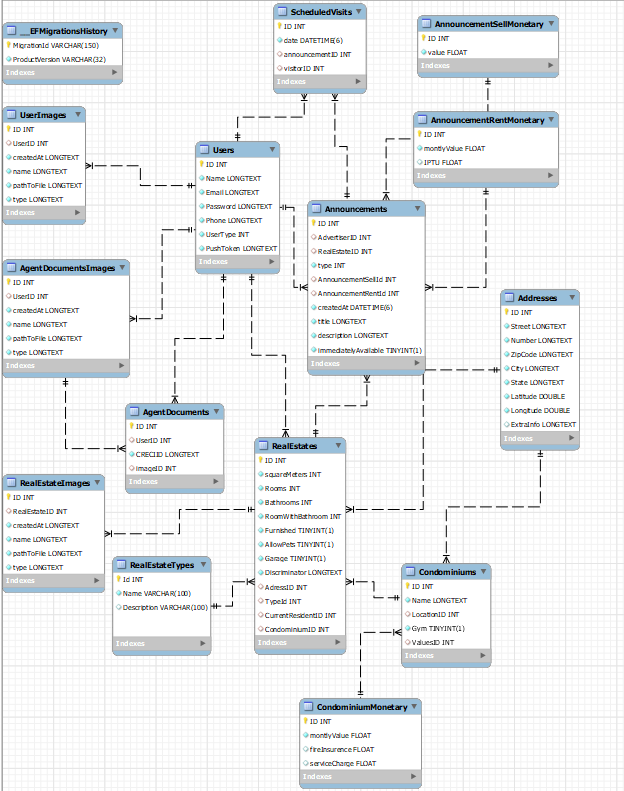 ScheduledVisits
ID INT
date DATETIME(6)
announcementID INT
visitorID INT
Indexes
AnnouncementSellMonetary
ID INT
value FLOAT
Indexes
__EFMigrationsHistory
MigrationId VARCHAR(150)
ProductVersion VARCHAR(32)
Indexes
UserImages
ID INT
UserID INT
createdAt LONGTEXT
name LONGTEXT
pathToFile LONGTEXT
type LONGTEXT
Indexes
Users
ID INT
Name LONGTEXT
Email LONGTEXT
Password LONGTEXT
Phone LONGTEXT
UserType INT
PushToken LONGTEXT
Indexes
AnnouncementRentMonetary
ID INT
montlyValue FLOAT
IPTU FLOAT
Indexes
Announcements
ID INT
AdvertiserID INT
RealEstateID INT
type INT
AnnouncementSellId INT
AnnouncementRentId INT
createdAt DATETIME(6)
title LONGTEXT
description LONGTEXT
immediatelyAvailable TINYINT(1)
Indexes
AgentDocumentsImages
ID INT
UserID INT
createdAt LONGTEXT
name LONGTEXT
pathToFile LONGTEXT
type LONGTEXT
Indexes
Addresses
ID INT
Street LONGTEXT
Number LONGTEXT
ZipCode LONGTEXT
City LONGTEXT
State LONGTEXT
Latitude DOUBLE
Longitude DOUBLE
ExtraInfo LONGTEXT
Indexes
AgentDocuments
ID INT
UserID INT
CRECIID INT
imageID INT
Indexes
RealEstates
ID INT
squareMeters INT
Rooms INT
Bathrooms INT
RoomWithBathroom INT
Furnished TINYINT(1)
AllowPets TINYINT(1)
Garage TINYINT(1)
Discriminator LONGTEXT
AdressID INT
TypeId INT
CurrentResidentID INT
CondominiumID INT
Indexes
RealEstateImages
ID INT
RealEstateID INT
createdAt LONGTEXT
name LONGTEXT
pathToFile LONGTEXT
type LONGTEXT
Indexes
RealEstateTypes
Id INT
Name VARCHAR(100)
Description VARCHAR(100)
Indexes
Condominiums
ID INT
Name LONGTEXT
LocationID INT
Gym TINYINT(1)
ValuesID INT
Indexes
CondominiumMonetary
ID INT
montlyValue FLOAT
fireInsurence FLOAT
serviceCharge FLOAT
Indexes